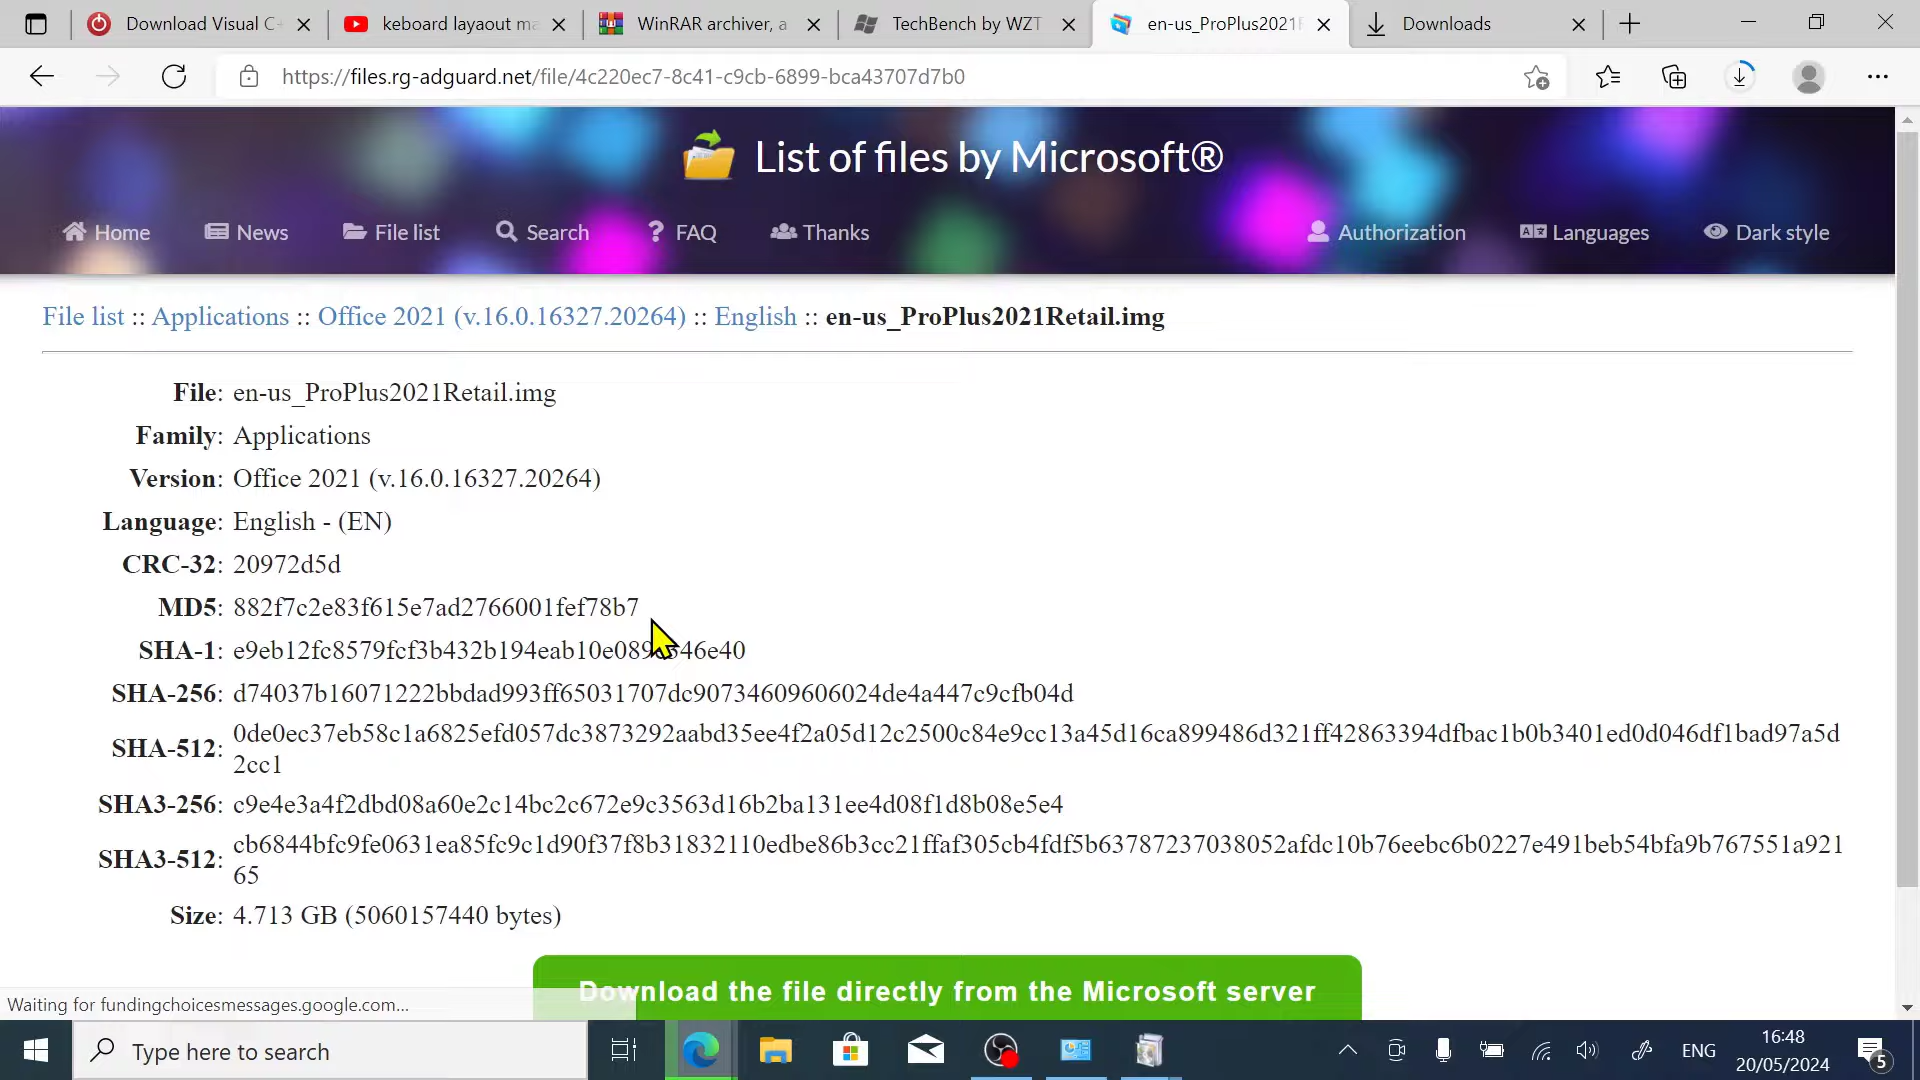 Download Visual C
keboard layaout ma
WinRAR archiver, a
TechBench by WZT
en-us_ProPlus2021R
Downloads
https://files.rg-adguard.net/file/4c220ec7-8c41-c9cb-6899-bca43707d7b0
List of files by Microsoft®
Home
News
File list
Search
? FAQ
Thanks
Authorization
Languages
Dark style
File list :: Applications :: Office 2021 (v.16.0.16327.20264) :: English :: en-us_ProPlus2021Retail.img
File: en-us_ProPlus2021Retail.img
Family: Applications
Version: Office 2021 (v.16.0.16327.20264)
Language: English - (EN)
CRC-32: 20972d5d
MD5: 882f7c2e83f615e7ad2766001fef78b7
SHA-1:
SHA-256: d74037b16071222bbdad993ff65031707dc90734609606024de4a447c9cfb04d
SHA-512: 0de0ec37eb58c1a6825efd057dc3873292aabd35ee4f2a05d12c2500c84e9cc13a45d16ca899486d321ff42863394dfbac1b0b3401ed0d046df1bad97a5d
2cc1
SHA3-256: c9e4e3a4f2dbd08a60e2c14bc2c672e9c3563d16b2ba131ee4d08f1d8b08e5e4
SHA3-512: cb6844bfc9fe0631ea85fc9c1d90f37f8b31832110edbe86b3cc21ffaf305cb4fdf5b63787237038052afdc10b76eebc6b0227e491beb54bfa9b767551a921
65
Size: 4.713 GB (5060157440 bytes)
Download the file directly from the Microsoft server
Waiting for fundingchoicesmessages.google.com...
Type here to search
ENG
16:48
20/05/2024
5